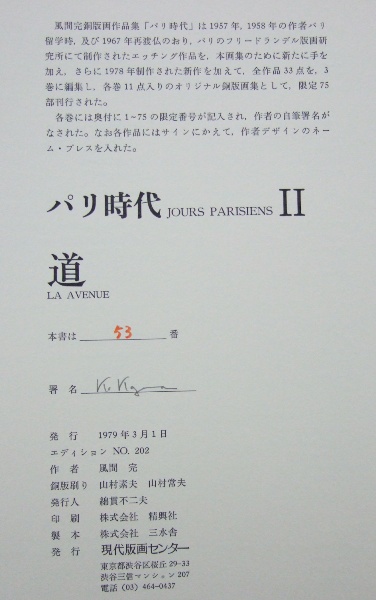 風間完銅版画作品集『パリ時代』は1957年，1958年の作者パリ
留学時，及び1967年再渡仏のおり，パリのフリードランデル版画研
究所にて制作されたエッチング作品を，本画集のために新たに手を
加え，さらに1978年制作された新作を加えて，全作品33点を，3
巻に編集し，各巻11点入りのオリジナル銅版画集として，限定75
部刊行された。
各巻には奥付に1～75の限定番号が記入され，作者の自筆署名が
なされた。なお各作品にはサインにかえて，作者デザインのネー
ム・プレスを入れた。
パリ時代 JOURS PARISIENS II
道
LA AVENUE
本書は 53 番
署名
発行 1979年3月1日
エディション NO. 202
作者 風間 完
銅版刷り 山村素夫 山村常夫
発行人 綿貫不二夫
印刷 株式会社 精興社
製本 株式会社 三水舎
発行 現代版画センター
東京都渋谷区桜丘29-33
渋谷三信マンション207
電話 (03) 464-0437